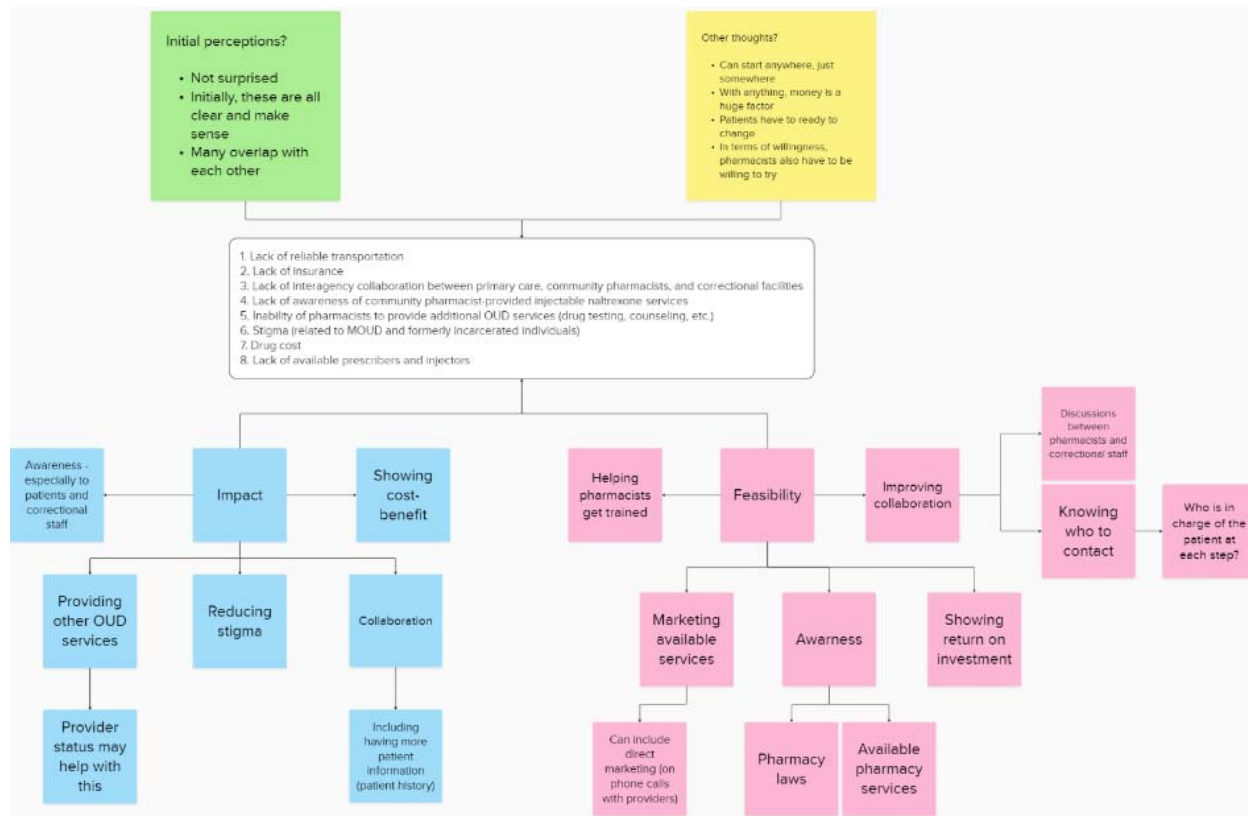 Initial perceptions?
• Not surprised
• Initially, these are all
clear and make
sense
• Many overlap with
each other
Other thoughts?
• Can start anywhere, just
somewhere
• With anything, money is a
huge factor
• Patients have to ready to
change
• In terms of willingness,
pharmacists also have to be
willing to try
1. Lack of reliable transportation
2. Lack of insurance
3. Lack of interagency collaboration between primary care, community pharmacists, and correctional facilities
4. Lack of awareness of community pharmacist-provided injectable naltrexone services
5. Inability of pharmacists to provide additional OUD services (drug testing, counseling, etc.)
6. Stigma (related to MOUD and formerly incarcerated individuals)
7. Drug cost
8. Lack of available prescribers and injectors
Awareness -
especially to
patients and
correctional
staff
Impact
Showing
cost-
benefit
Providing
other OUD
services
Reducing
stigma
Collaboration
Provider
status may
help with
this
Including
having more
patient
information
(patient history)
Helping
pharmacists
get trained
Feasibility
Improving
collaboration
Discussions
between
pharmacists and
correctional staff
Knowing
who to
contact
Who is in
charge of the
patient at
each step?
Marketing
available
services
Awarness
Showing
return on
investment
Can include
direct
marketing (on
phone calls
with providers)
Pharmacy
laws
Available
pharmacy
services